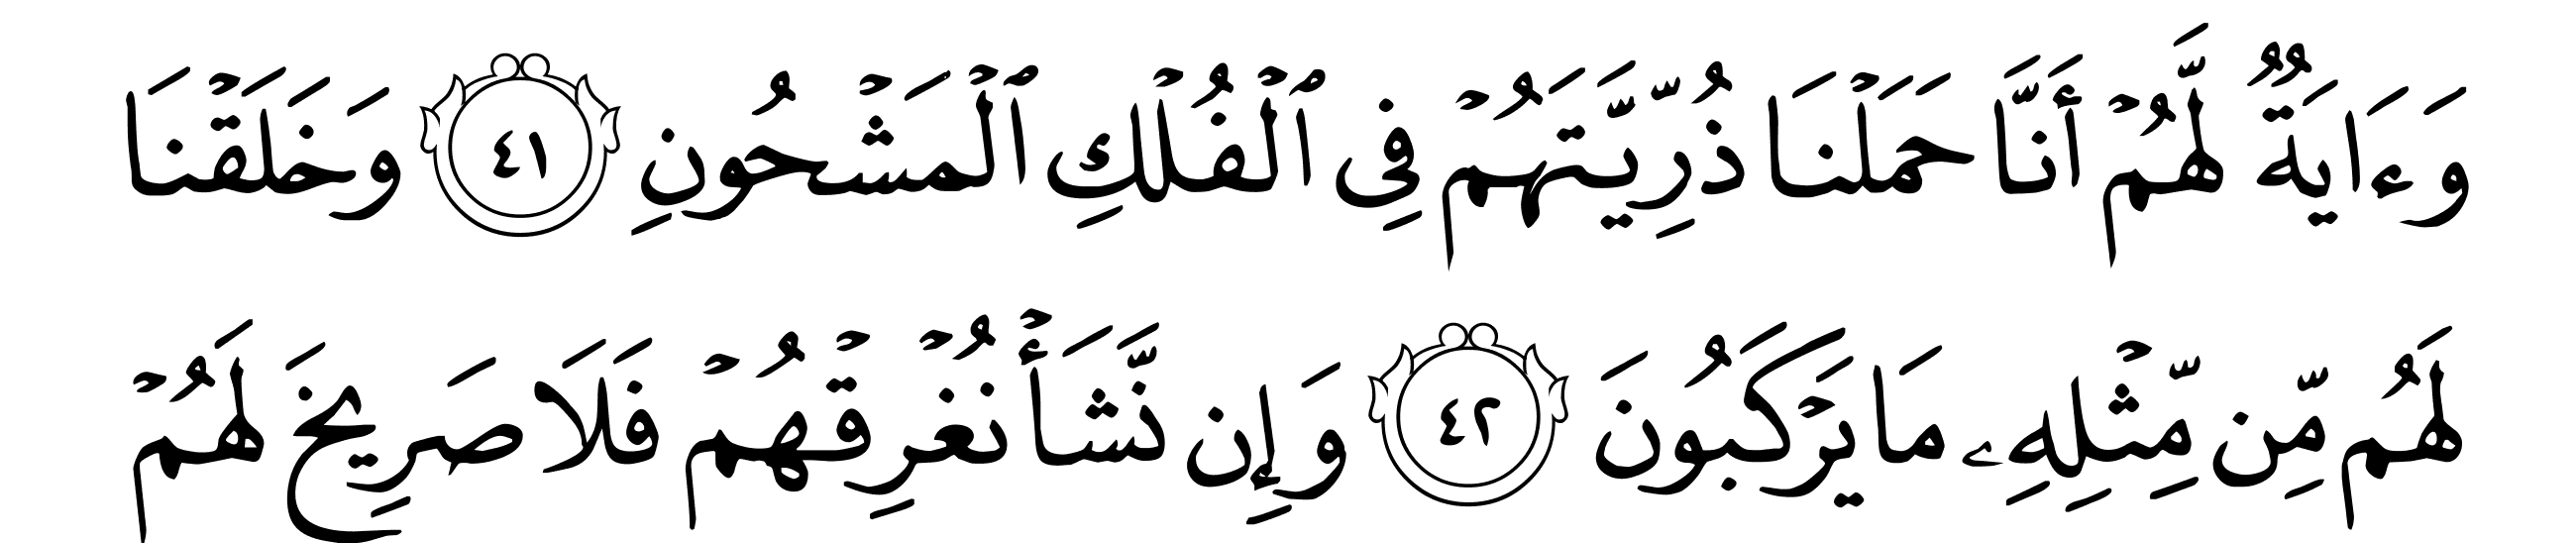 وَءَايَةٌ لَّهُمْ أَنَّا حَمَلْنَا ذُرِّيَّتَهُمْ فِى ٱلْفُلْكِ ٱلْمَشْحُونِ ٤١ وَخَلَقْنَا
لَهُم مِّن مِّثْلِهِۦ مَا يَرْكَبُونَ ٤٢ وَإِن نَّشَأْ نُغْرِقْهُمْ فَلَا صَرِيخَ لَهُمْ